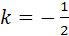 k = −1/2